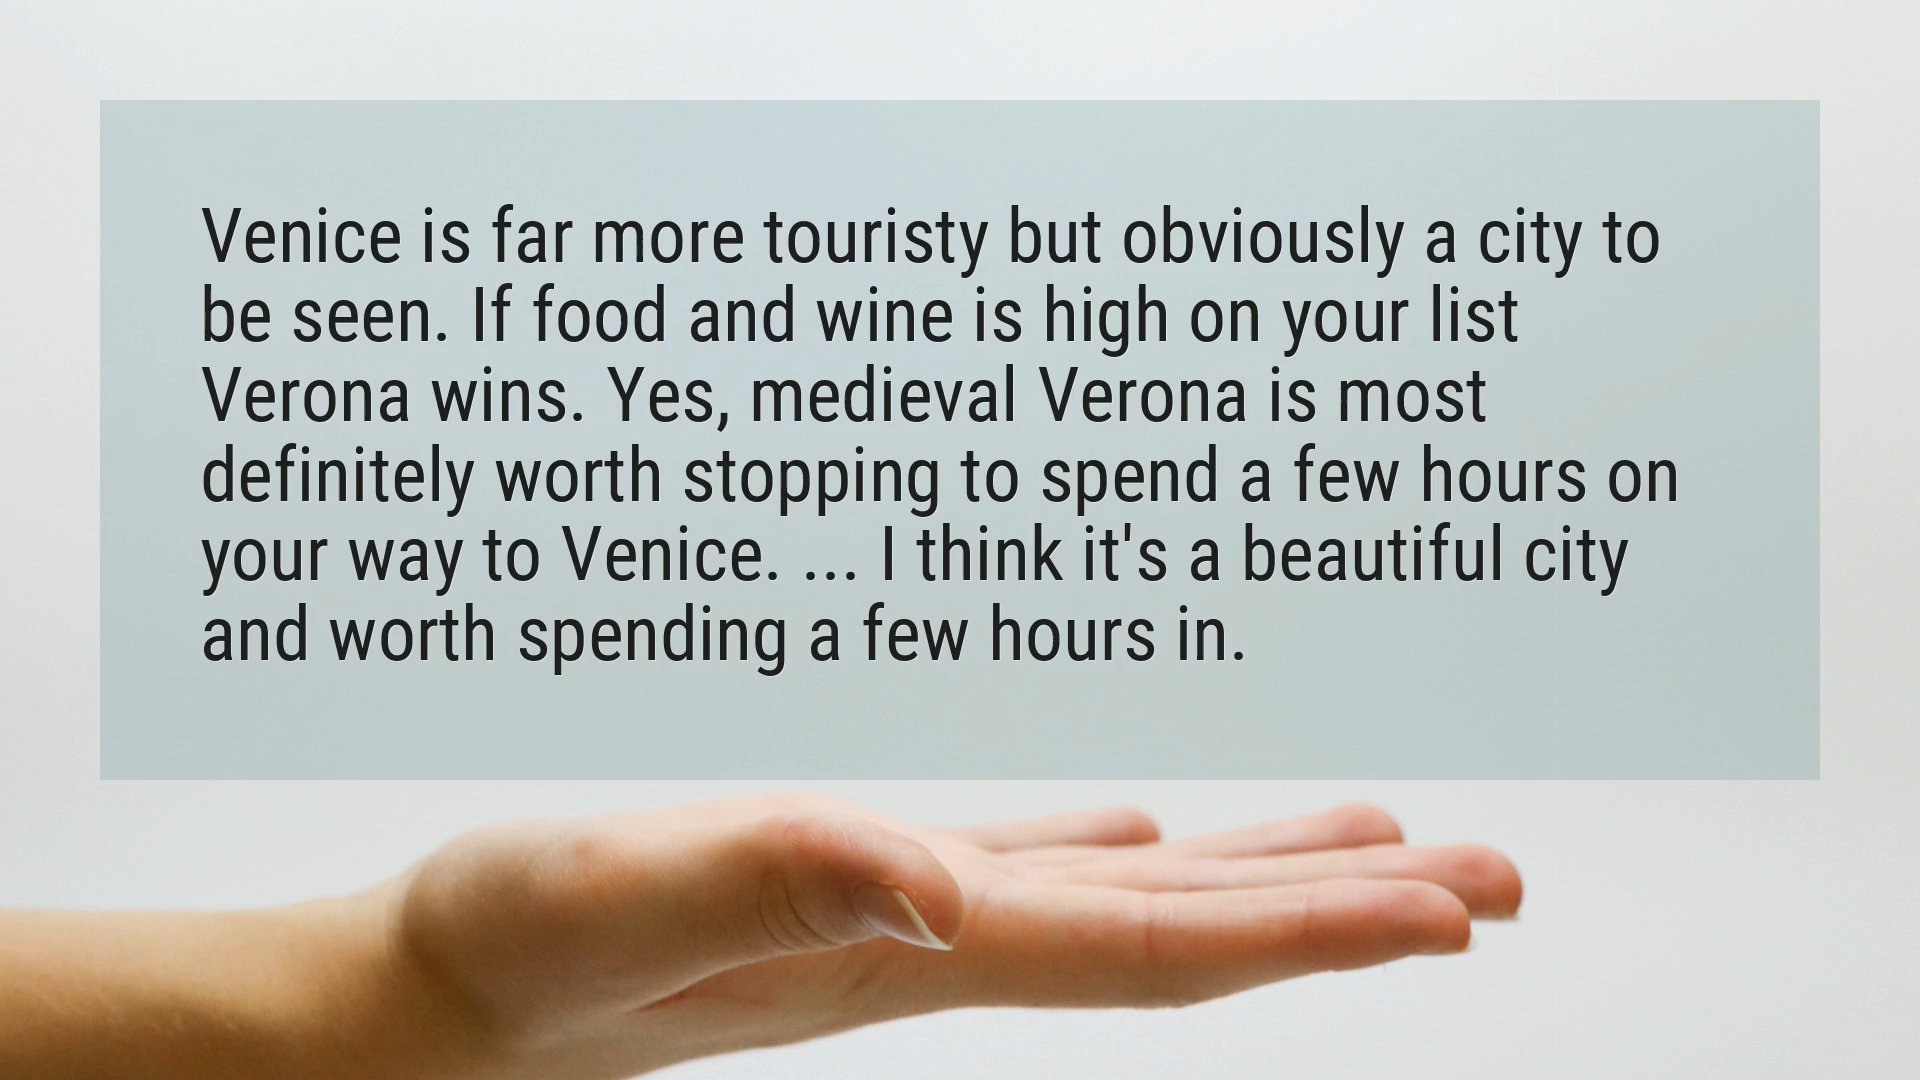 Venice is far more touristy but obviously a city to
be seen. If food and wine is high on your list
Verona wins. Yes, medieval Verona is most
definitely worth stopping to spend a few hours on
your way to Venice. ... I think it's a beautiful city
and worth spending a few hours in.